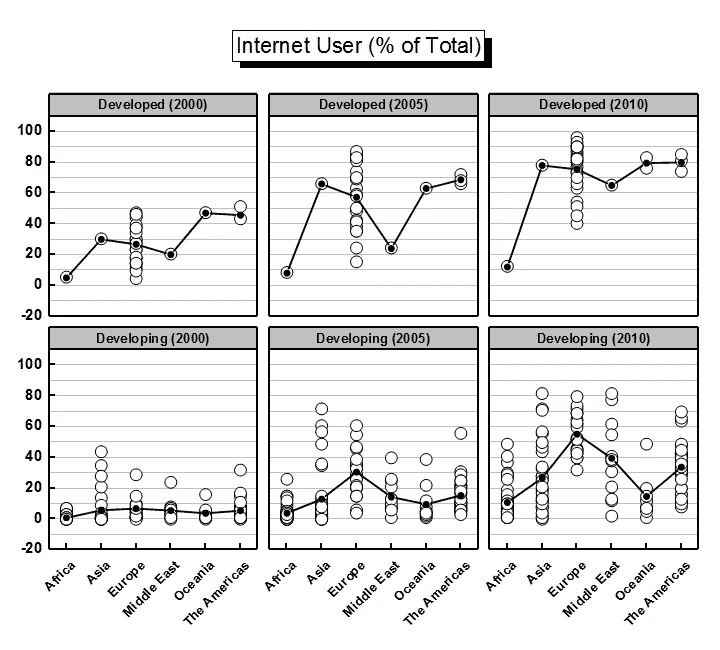 Internet User (% of Total)
Developed (2000)
Developed (2005)
Developed (2010)
100
80
60
40
20
0
-20
Developing (2000)
Developing (2005)
Developing (2010)
100
80
60
40
20
0
-20
Africa
Asia
Europe
Middle East
Oceania
The Americas
Africa
Asia
Europe
Middle East
Oceania
The Americas
Africa
Asia
Europe
Middle East
Oceania
The Americas